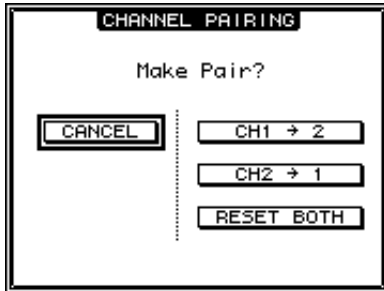 CHANNEL PAIRING
Make Pair?
CANCEL
CH1 → 2
CH2 → 1
RESET BOTH